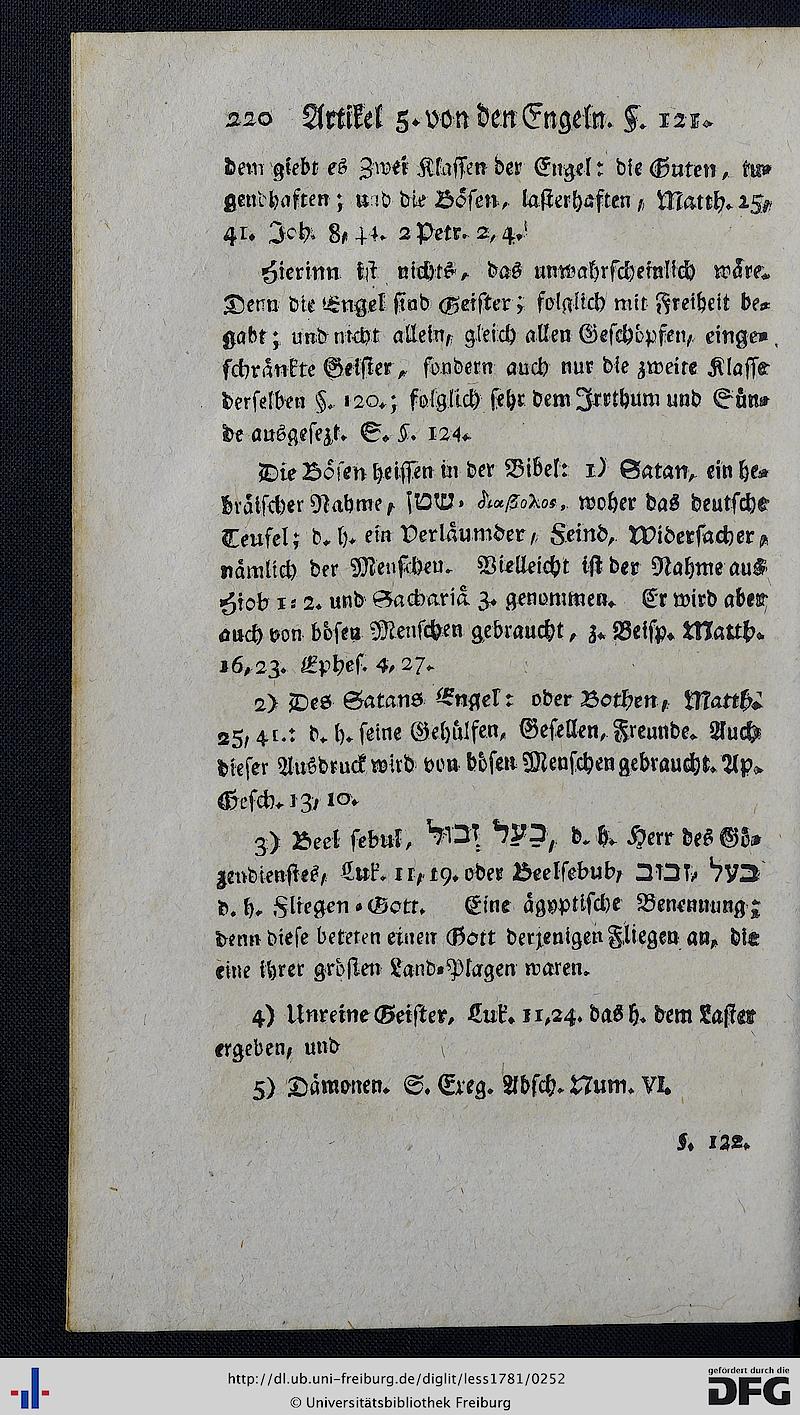 220 Artikel 5. von den Engeln. §. 121.
dem giebt es Zwei Klassen der Engel: die Guten, tu-
gendhaften; und die Bösen, lasterhaften, Matth. 25,
41. Joh. 8, 44. 2 Petr. 2, 4.
Hierinn ist nichts, das unwahrscheinlich wäre.
Denn die Engel sind Geister; folglich mit Freiheit be-
gabt; und nicht allein, gleich allen Geschöpfen, einge-
schränkte Geister, sondern auch nur die zweite Klasse
derselben §. 120.; folglich sehr dem Irrthum und Sün-
de ausgesezt. S. §. 124.
Die Bösen heissen in der Bibel: 1) Satan, ein he-
bräischer Nahme, שטן, διαβολος, woher das deutsche
Teufel; d. h. ein Verläumder, Feind, Widersacher,
nämlich der Menschen. Vielleicht ist der Nahme aus
Hiob 1: 2. und Sachariä 3. genommen. Er wird aber
auch von bösen Menschen gebraucht, z. Beisp. Matth.
16, 23. Ephes. 4, 27.
2) Des Satans Engel: oder Bothen, Matth.
25, 41.: d. h. seine Gehülfen, Gesellen, Freunde. Auch
dieser Ausdruck wird von bösen Menschen gebraucht. Ap.
Gesch. 13, 10.
3) Beel sebul, בעל זבול, d. h. Herr des Gö-
zendienstes, Luk. 11, 19. oder Beelsebub, בעל זבוב,
d. h. Fliegen-Gott. Eine ägyptische Benennung;
denn diese beteten einen Gott derjenigen Fliegen an, die
eine ihrer grösten Land-Plagen waren.
4) Unreine Geister, Luk. 11, 24. das h. dem Laster
ergeben, und
5) Dämonen. S. Exeg. Absch. Num. VI.
§. 122.
http://dl.ub.uni-freiburg.de/diglit/less1781/0252
© Universitätsbibliothek Freiburg
gefördert durch die
DFG